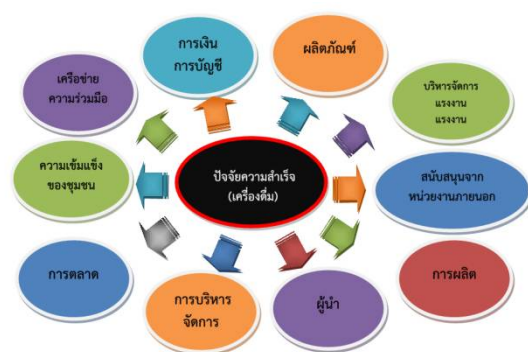 การเงิน
การบัญชี
ผลิตภัณฑ์
เครือข่าย
ความร่วมมือ
บริหารจัดการ
แรงงาน
แรงงาน
ความเข้มแข็ง
ของชุมชน
ปัจจัยความสำเร็จ
(เครื่องดื่ม)
สนับสนุนจาก
หน่วยงานภายนอก
การตลาด
การบริหาร
จัดการ
ผู้นำ
การผลิต